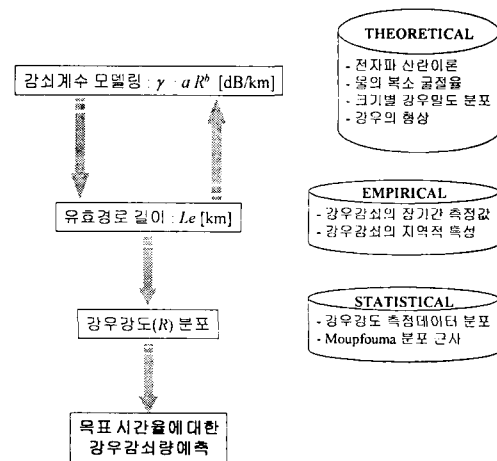 감쇠계수 모델링 : γ = a R^b [dB/km]
유효경로 길이 : Le [km]
강우강도(R) 분포
목표 시간율에 대한
강우감쇠량 예측
THEORETICAL
- 전자파 산란이론
- 물의 복소 굴절율
- 크기별 강우밀도 분포
- 강우의 형상
EMPIRICAL
- 강우감쇠의 장기간 측정값
- 강우감쇠의 지역적 특성
STATISTICAL
- 강우강도 측정데이터 분포
- Moupfouma 분포 근사